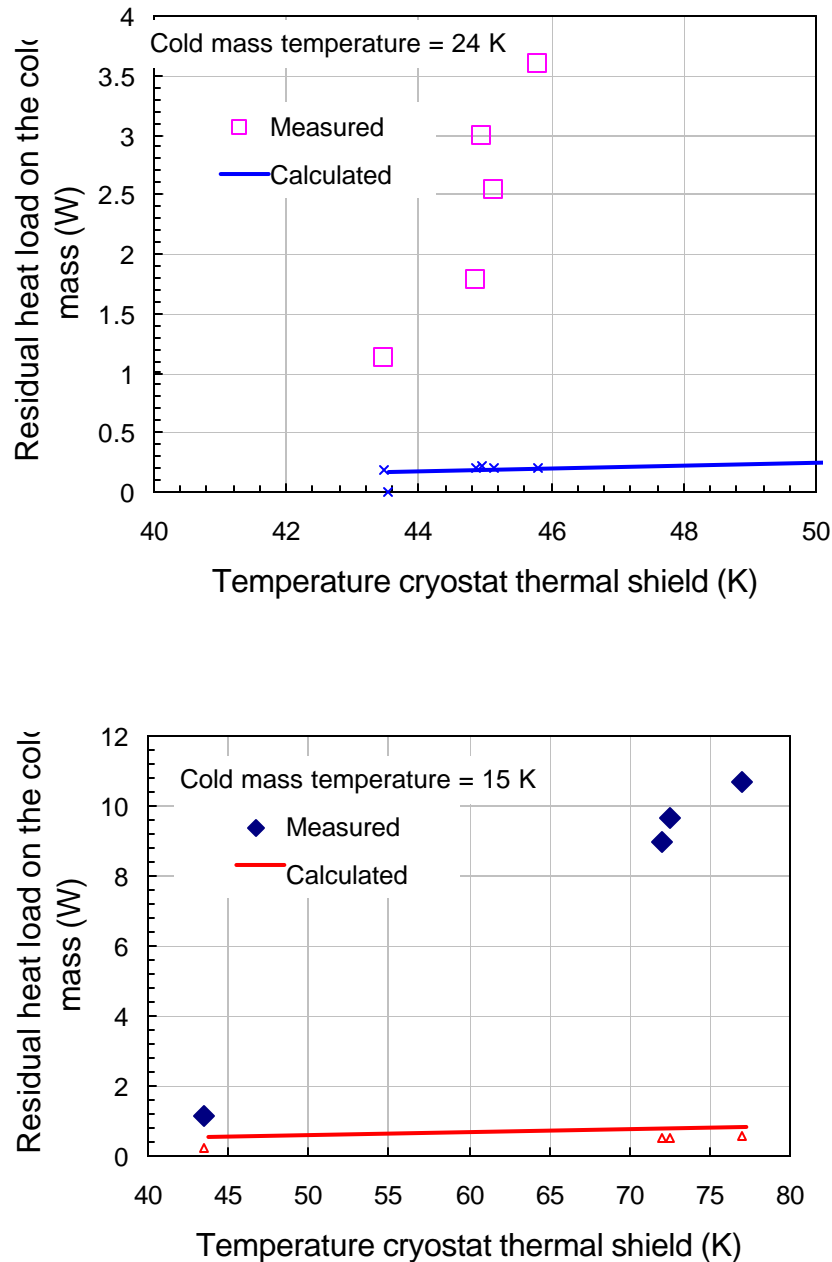 Residual heat load on the
mass (W)
4
3.5
3
2.5
2
1.5
1
0.5
0
Cold mass temperature = 24 K
Measured
Calculated
40 42 44 46 48 50
Temperature cryostat thermal shield (K)
Residual heat load on the
mass (W)
12
10
8
6
4
2
0
Cold mass temperature = 15 K
Measured
Calculated
40 45 50 55 60 65 70 75 80
Temperature cryostat thermal shield (K)